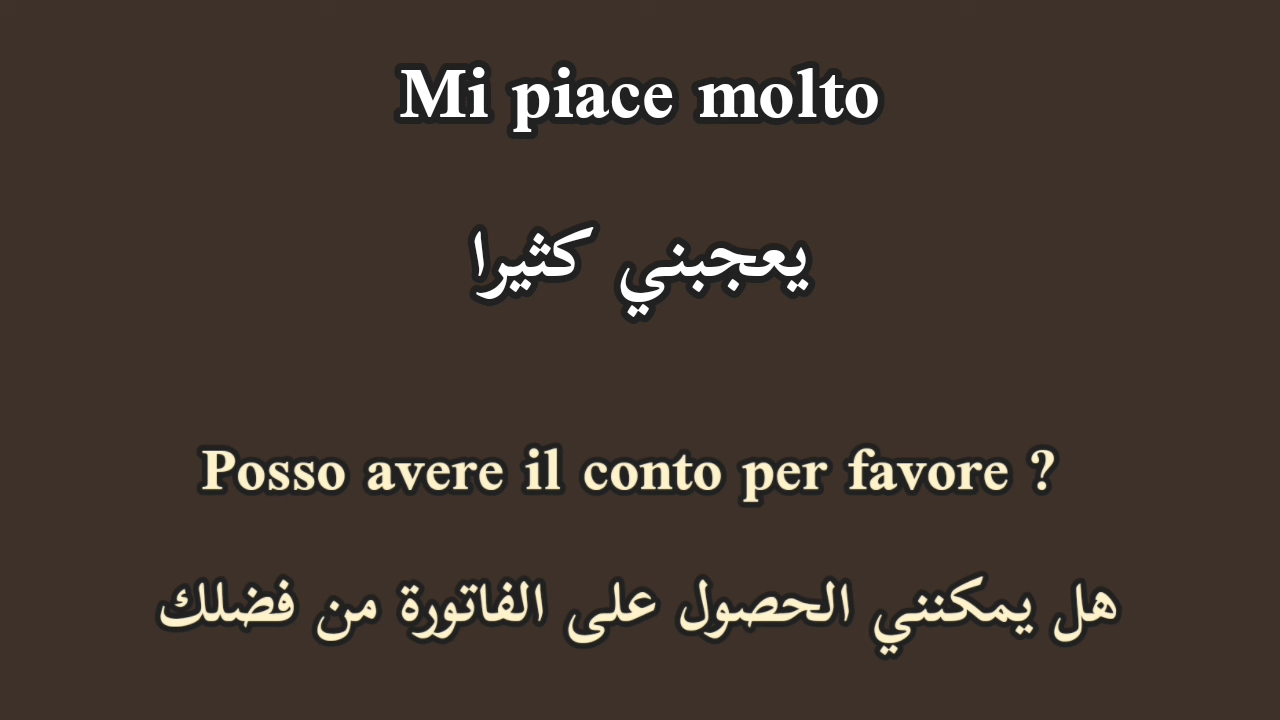 Mi piace molto
يعجبني كثيرا
Posso avere il conto per favore ?
هل يمكنني الحصول على الفاتورة من فضلك